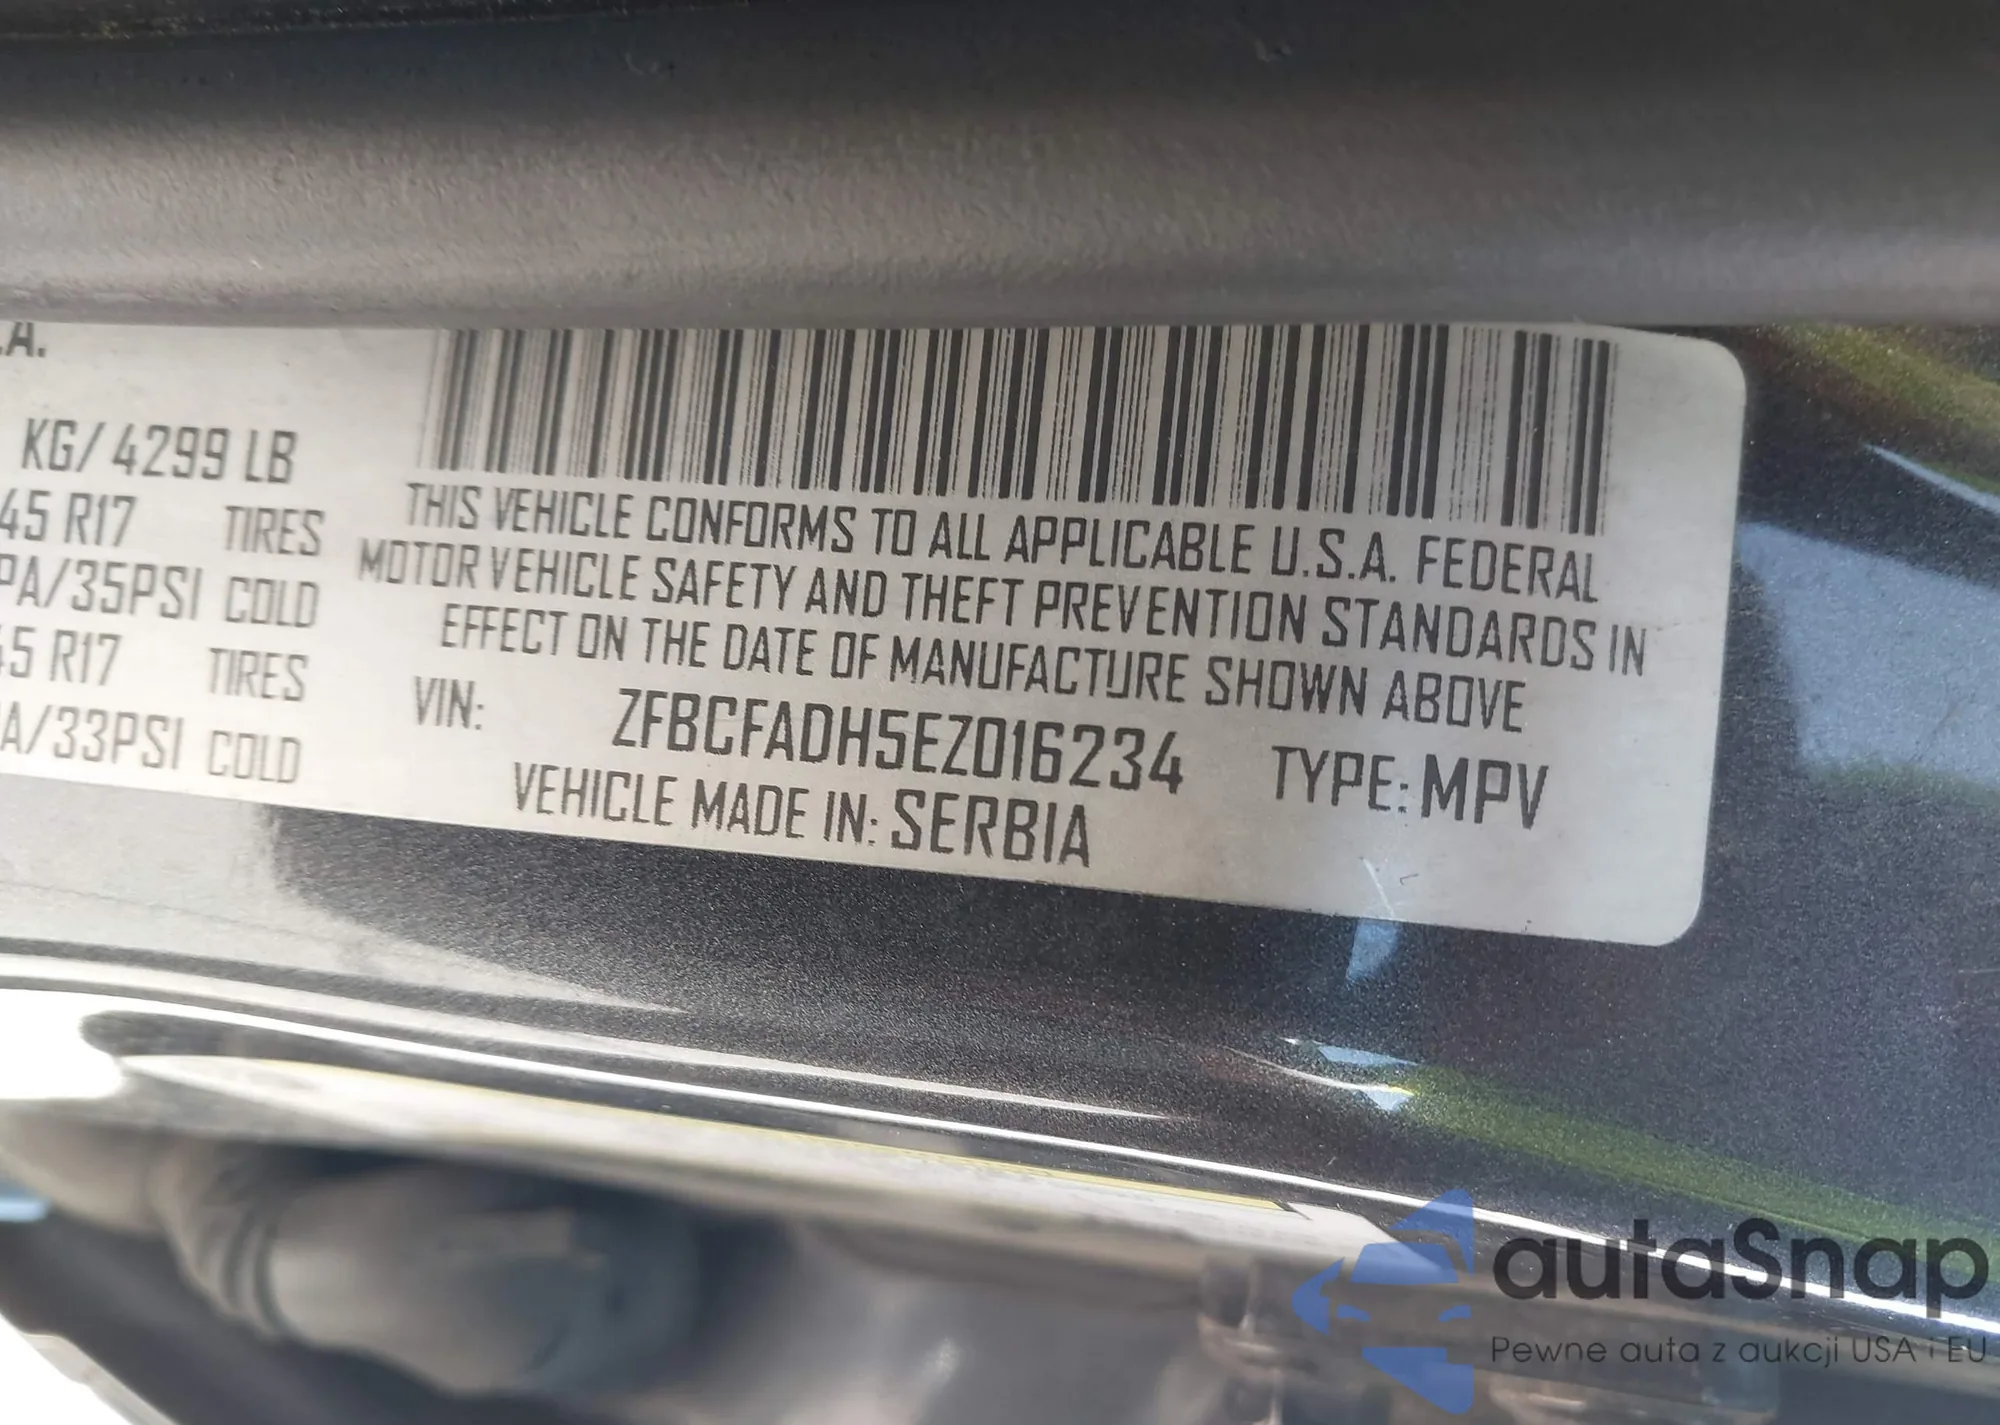 .A.
KG/4299 LB
45 R17 TIRES
PA/35PSI COLD
45 R17 TIRES
PA/33PSI COLD
THIS VEHICLE CONFORMS TO ALL APPLICABLE U.S.A. FEDERAL
MOTOR VEHICLE SAFETY AND THEFT PREVENTION STANDARDS IN
EFFECT ON THE DATE OF MANUFACTURE SHOWN ABOVE
VIN: ZFBCFADH5EZ016234 TYPE: MPV
VEHICLE MADE IN: SERBIA
autaSnap
Pewne auta z aukcji USA i EU